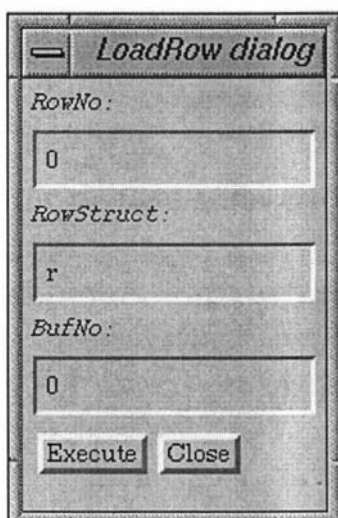 LoadRow dialog
RowNo:
0
RowStruct:
r
BufNo:
0
Execute Close